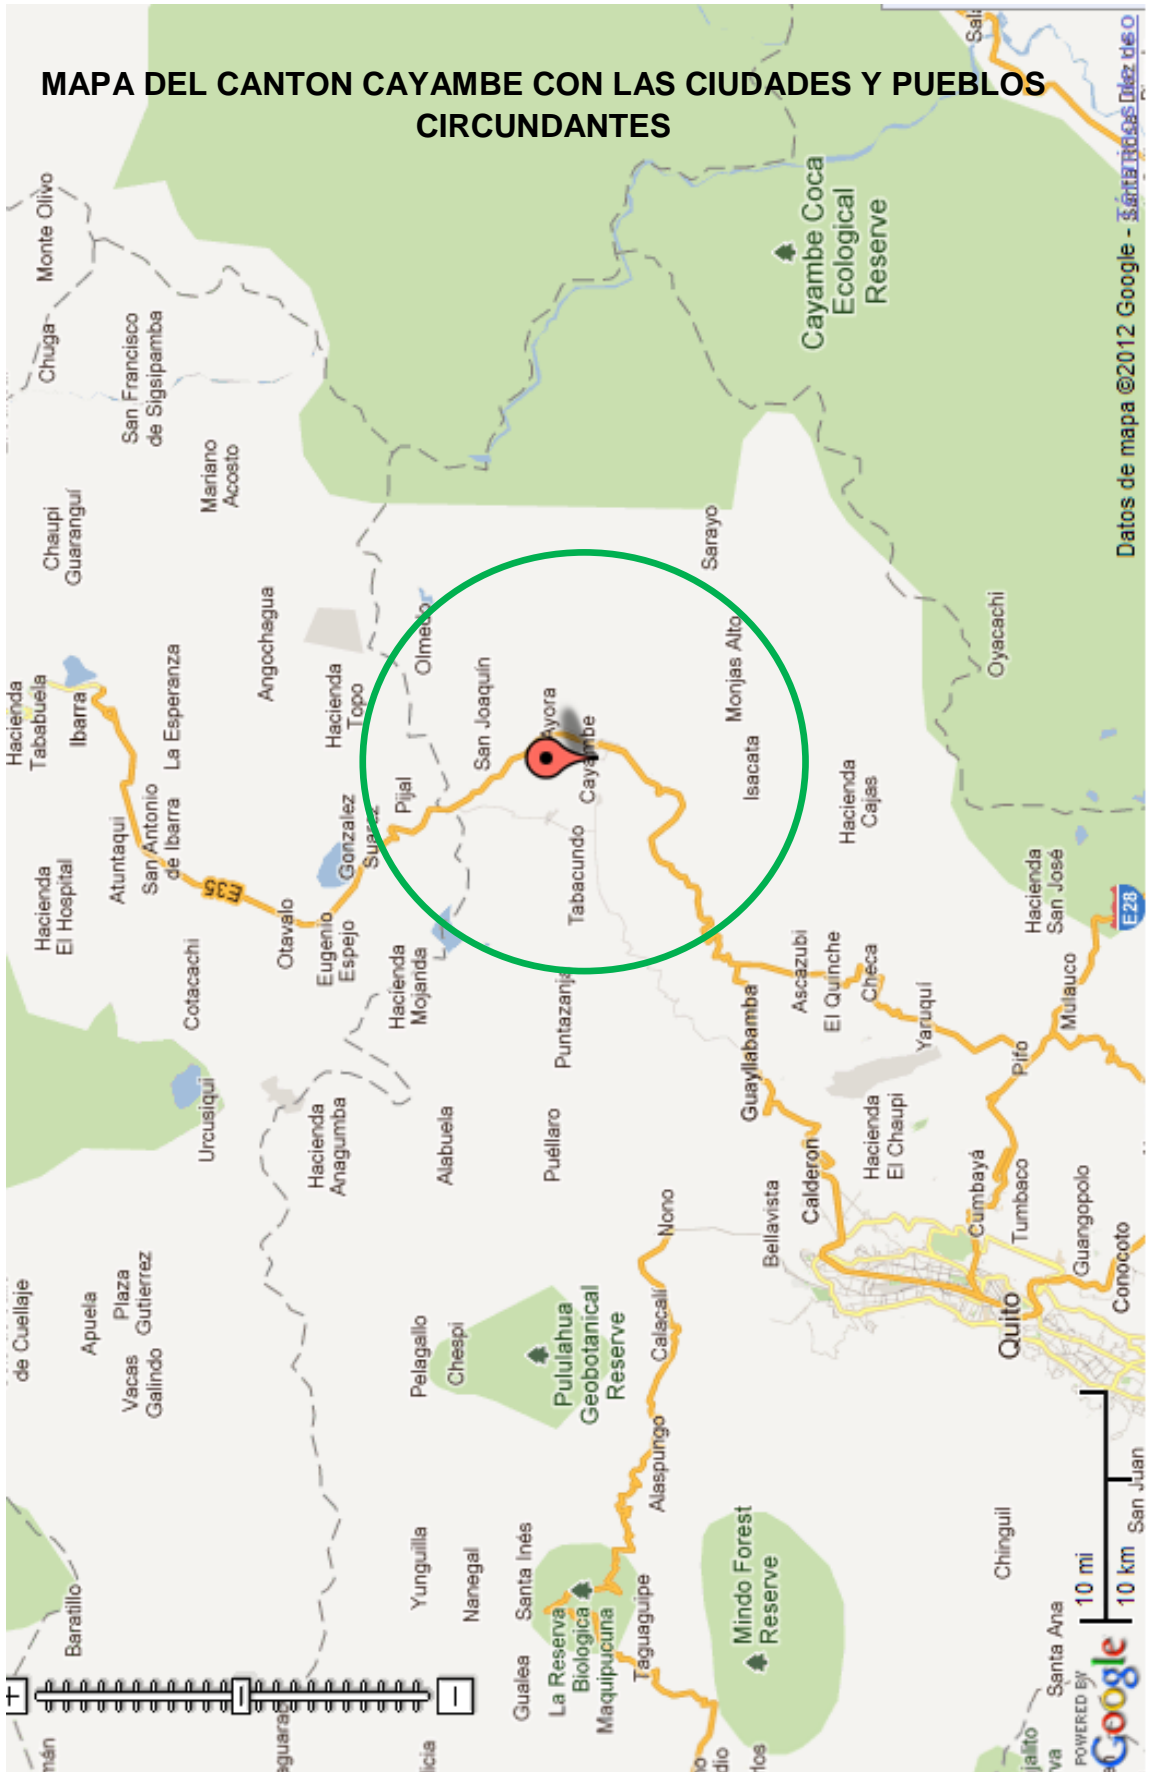 MAPA DEL CANTON CAYAMBE CON LAS CIUDADES Y PUEBLOS
CIRCUNDANTES
Monte Olivo
Chuga
San Francisco
de Sigsipamba
Mariano
Acosto
Chaupi
Guaranguí
Angochagua
Hacienda
Tababuela
Ibarra
La Esperanza
Hacienda
Topo
Olmedo
San Joaquín
Ayora
Cayambe
Sarayo
Monjas Alto
Isacata
Hacienda
Cajas
Oyacachi
Cayambe Coca
Ecological
Reserve
Hacienda
El Hospital
Atuntaqui
San Antonio
de Ibarra
E35
Otavalo
Eugenio
Espejo
Gonzalez
Suarez
Pijal
Tabacundo
Cotacachi
Hacienda
Mojanda
Puntazanja
Guayllabamba
Ascazubi
El Quinche
Checa
Yaruquí
Hacienda
San José
E28
Mulauco
Pifo
Urcusiqui
Hacienda
Anagumba
Alabuela
Puéllaro
Nono
Bellavista
Calderon
Hacienda
El Chaupi
Cumbayá
Tumbaco
Guangopolo
Conocoto
Quito
de Cuellaje
Apuela
Plaza
Gutierrez
Vacas
Galindo
Pelagallo
Chespi
Pululahua
Geobotanical
Reserve
Calacalí
Alaspungo
Baratillo
Yunguilla
Nanegal
Santa Inés
Gualea
La Reserva
Biologica
Maquipucuna
Taguaguipe
Mindo Forest
Reserve
Chinguil
Santa Ana
San Juan
10 mi
10 km
POWERED BY
Google
Datos de mapa ©2012 Google - Términos de uso